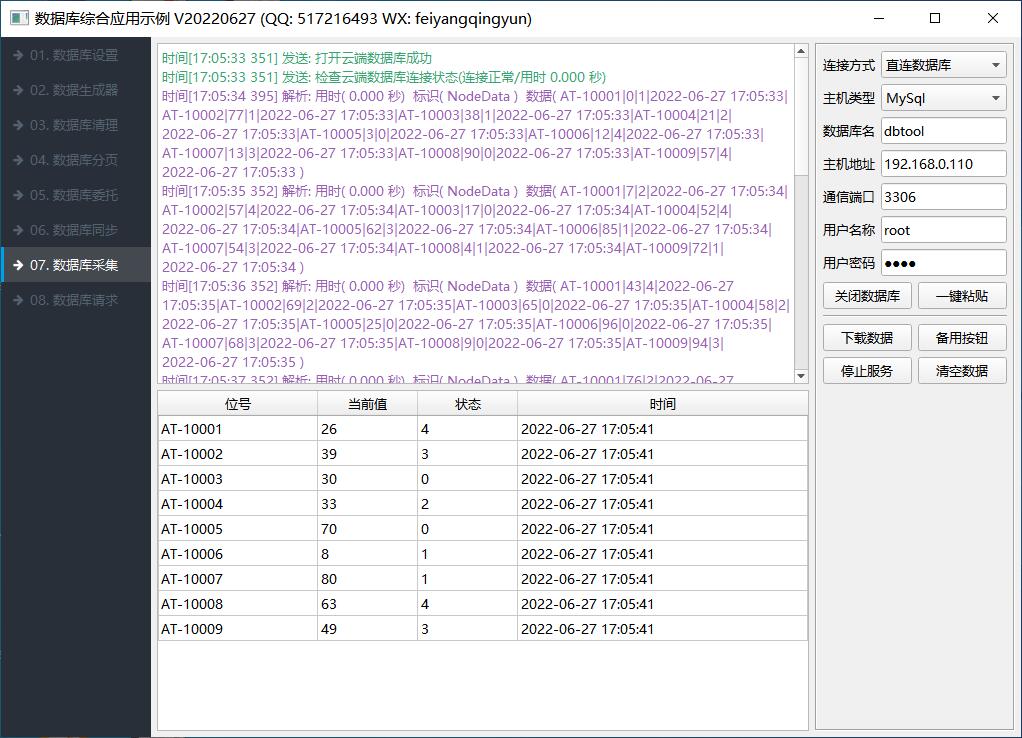 数据库综合应用示例 V20220627 (QQ: 517216493 WX: feiyangqingyun)
01. 数据库设置
02. 数据生成器
03. 数据库清理
04. 数据库分页
05. 数据库委托
06. 数据库同步
07. 数据库采集
08. 数据库请求
时间[17:05:33 351] 发送: 打开云端数据库成功
时间[17:05:33 351] 发送: 检查云端数据库连接状态(连接正常/用时 0.000 秒)
时间[17:05:34 395] 解析: 用时( 0.000 秒) 标识( NodeData ) 数据( AT-10001|0|1|2022-06-27 17:05:33|
AT-10002|77|1|2022-06-27 17:05:33|AT-10003|38|1|2022-06-27 17:05:33|AT-10004|21|2|
2022-06-27 17:05:33|AT-10005|3|0|2022-06-27 17:05:33|AT-10006|12|4|2022-06-27 17:05:33|
AT-10007|13|3|2022-06-27 17:05:33|AT-10008|90|0|2022-06-27 17:05:33|AT-10009|57|4|
2022-06-27 17:05:33 )
时间[17:05:35 352] 解析: 用时( 0.000 秒) 标识( NodeData ) 数据( AT-10001|7|2|2022-06-27 17:05:34|
AT-10002|57|4|2022-06-27 17:05:34|AT-10003|17|0|2022-06-27 17:05:34|AT-10004|52|4|
2022-06-27 17:05:34|AT-10005|62|3|2022-06-27 17:05:34|AT-10006|85|1|2022-06-27 17:05:34|
AT-10007|54|3|2022-06-27 17:05:34|AT-10008|4|1|2022-06-27 17:05:34|AT-10009|72|1|
2022-06-27 17:05:34 )
时间[17:05:36 352] 解析: 用时( 0.000 秒) 标识( NodeData ) 数据( AT-10001|43|4|2022-06-27
17:05:35|AT-10002|69|2|2022-06-27 17:05:35|AT-10003|65|0|2022-06-27 17:05:35|AT-10004|58|2|
2022-06-27 17:05:35|AT-10005|25|0|2022-06-27 17:05:35|AT-10006|96|0|2022-06-27 17:05:35|
AT-10007|68|3|2022-06-27 17:05:35|AT-10008|9|0|2022-06-27 17:05:35|AT-10009|94|3|
2022-06-27 17:05:35 )
时间[17:05:37 352] 解析: 用时( 0.000 秒) 标识( NodeData ) 数据( AT-10001|76|2|2022-06-27
位号 当前值 状态 时间
AT-10001 26 4 2022-06-27 17:05:41
AT-10002 39 3 2022-06-27 17:05:41
AT-10003 30 0 2022-06-27 17:05:41
AT-10004 33 2 2022-06-27 17:05:41
AT-10005 70 0 2022-06-27 17:05:41
AT-10006 8 1 2022-06-27 17:05:41
AT-10007 80 1 2022-06-27 17:05:41
AT-10008 63 4 2022-06-27 17:05:41
AT-10009 49 3 2022-06-27 17:05:41
连接方式 直连数据库
主机类型 MySql
数据库名 dbtool
主机地址 192.168.0.110
通信端口 3306
用户名称 root
用户密码 ●●●●
关闭数据库 一键粘贴
下载数据 备用按钮
停止服务 清空数据